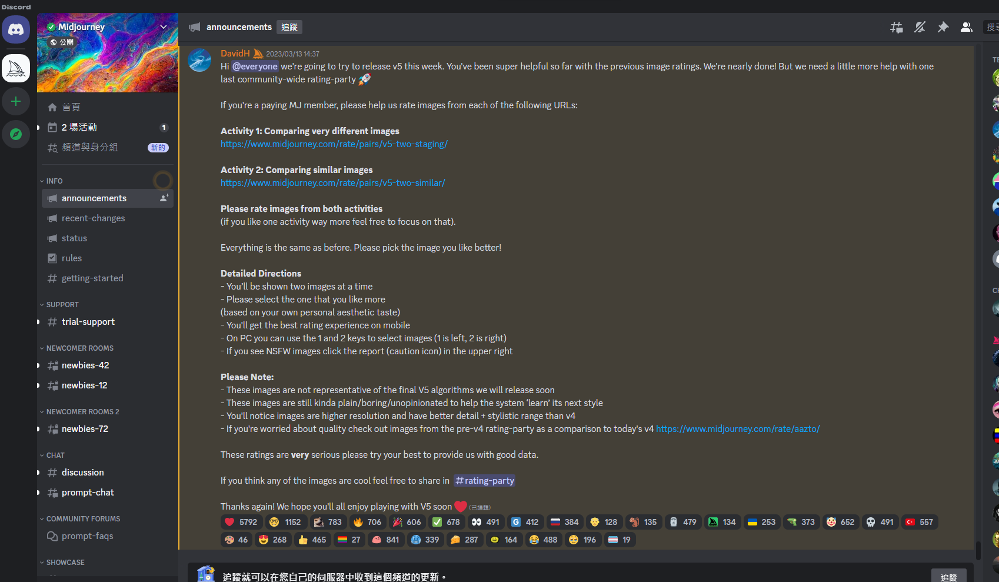 Discord
Midjourney
公開
首頁
2 場活動
1
頻道與身分組
新的
INFO
announcements
recent-changes
status
rules
getting-started
SUPPORT
trial-support
NEWCOMER ROOMS
newbies-42
newbies-12
NEWCOMER ROOMS 2
newbies-72
CHAT
discussion
prompt-chat
COMMUNITY FORUMS
prompt-faqs
SHOWCASE
announcements 追蹤
DavidH 2023/03/13 14:37
Hi @everyone we're going to try to release v5 this week. You've been super helpful so far with the previous image ratings. We're nearly done! But we need a little more help with one
last community-wide rating-party
If you're a paying MJ member, please help us rate images from each of the following URLs:
Activity 1: Comparing very different images
https://www.midjourney.com/rate/pairs/v5-two-staging/
Activity 2: Comparing similar images
https://www.midjourney.com/rate/pairs/v5-two-similar/
Please rate images from both activities
(if you like one activity way more feel free to focus on that).
Everything is the same as before. Please pick the image you like better!
Detailed Directions
- You'll be shown two images at a time
- Please select the one that you like more
(based on your own personal aesthetic taste)
- You'll get the best rating experience on mobile
- On PC you can use the 1 and 2 keys to select images (1 is left, 2 is right)
- If you see NSFW images click the report (caution icon) in the upper right
Please Note:
- These images are not representative of the final V5 algorithms we will release soon
- These images are still kinda plain/boring/unopinionated to help the system ‘learn’ its next style
- You'll notice images are higher resolution and have better detail + stylistic range than v4
- If you're worried about quality check out images from the pre-v4 rating-party as a comparison to today's v4 https://www.midjourney.com/rate/aazto/
These ratings are very serious please try your best to provide us with good data.
If you think any of the images are cool feel free to share in #rating-party
Thanks again! We hope you'll all enjoy playing with V5 soon (已編輯)
5792 1152 783 706 606 678 491 G 412 384 128 135 479 134 253 373 652 491 557
46 268 465 27 841 339 287 164 488 196 19
追蹤就可以在您自己的伺服器中收到這個頻道的更新。
追蹤